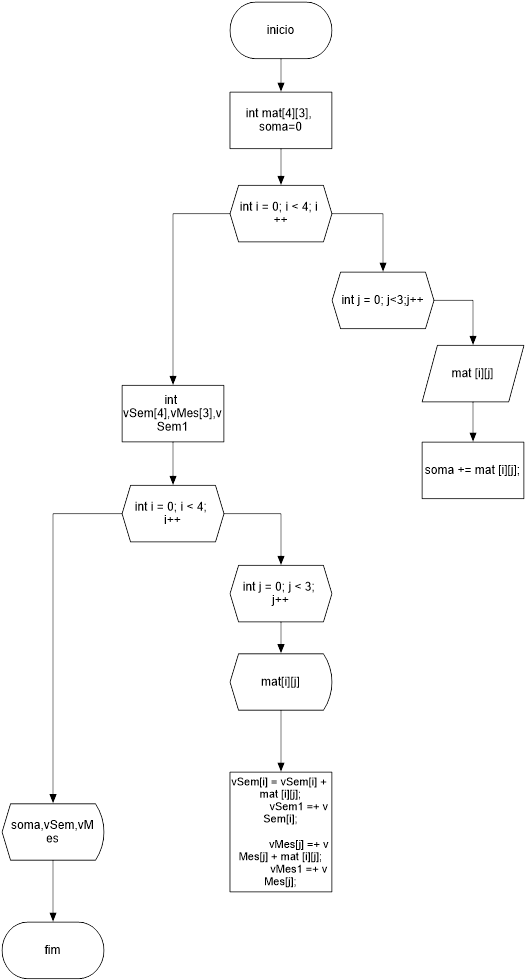 inicio
int mat[4][3],
soma=0
int i = 0; i < 4; i
++
int j = 0; j<3;j++
mat [i][j]
soma += mat [i][j];
int
vSem[4],vMes[3],v
Sem1
int i = 0; i < 4;
i++
int j = 0; j < 3;
j++
mat[i][j]
vSem[i] = vSem[i] +
mat [i][j];
vSem1 =+ v
Sem[i];
vMes[j] =+ v
Mes[j] + mat [i][j];
vMes1 =+ v
Mes[j];
soma,vSem,vM
es
fim